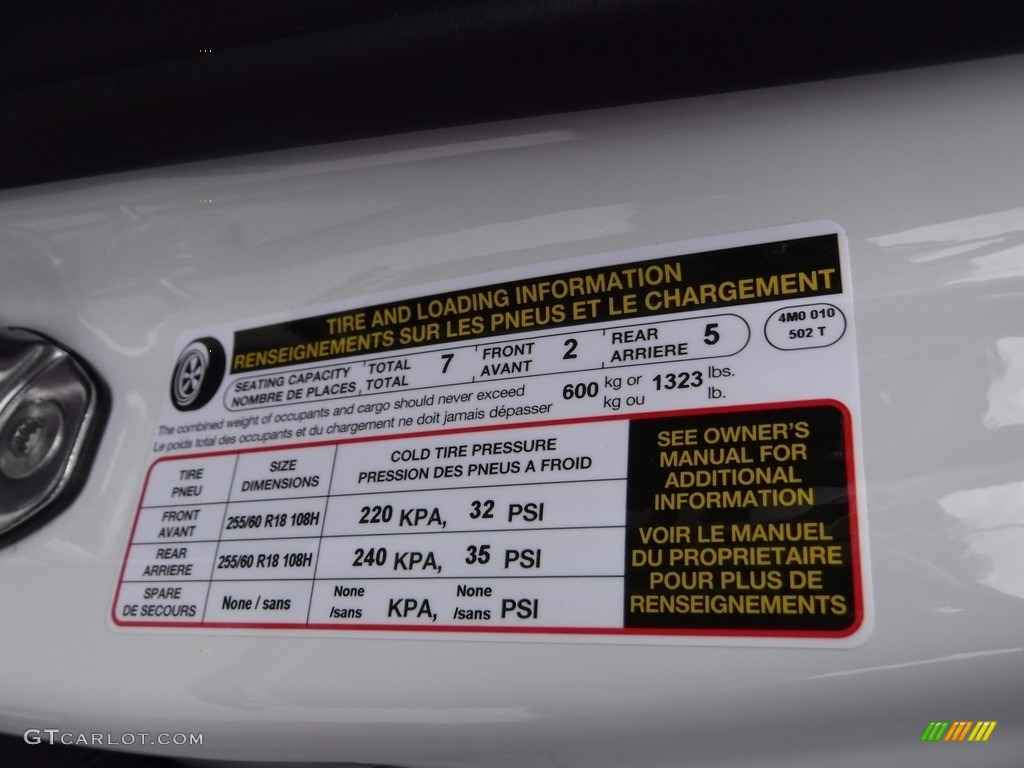 TIRE AND LOADING INFORMATION
RENSEIGNEMENTS SUR LES PNEUS ET LE CHARGEMENT
SEATING CAPACITY TOTAL 7 FRONT 2 REAR 5
NOMBRE DE PLACES TOTAL AVANT ARRIERE
4M0 010
502 T
The combined weight of occupants and cargo should never exceed 600 kg or 1323 lbs.
Le poids total des occupants et du chargement ne doit jamais dépasser kg ou lb.
TIRE SIZE COLD TIRE PRESSURE
PNEU DIMENSIONS PRESSION DES PNEUS A FROID
FRONT
AVANT 255/60 R18 108H 220 KPA, 32 PSI
REAR
ARRIERE 255/60 R18 108H 240 KPA, 35 PSI
SPARE
DE SECOURS None / sans None /sans KPA, None /sans PSI
SEE OWNER'S
MANUAL FOR
ADDITIONAL
INFORMATION
VOIR LE MANUEL
DU PROPRIETAIRE
POUR PLUS DE
RENSEIGNEMENTS
GTCARLOT.COM